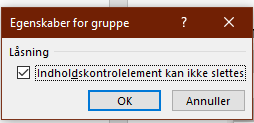 Egenskaber for gruppe
Låsning
Indholdskontrolelement kan ikke slettes
OK
Annuller